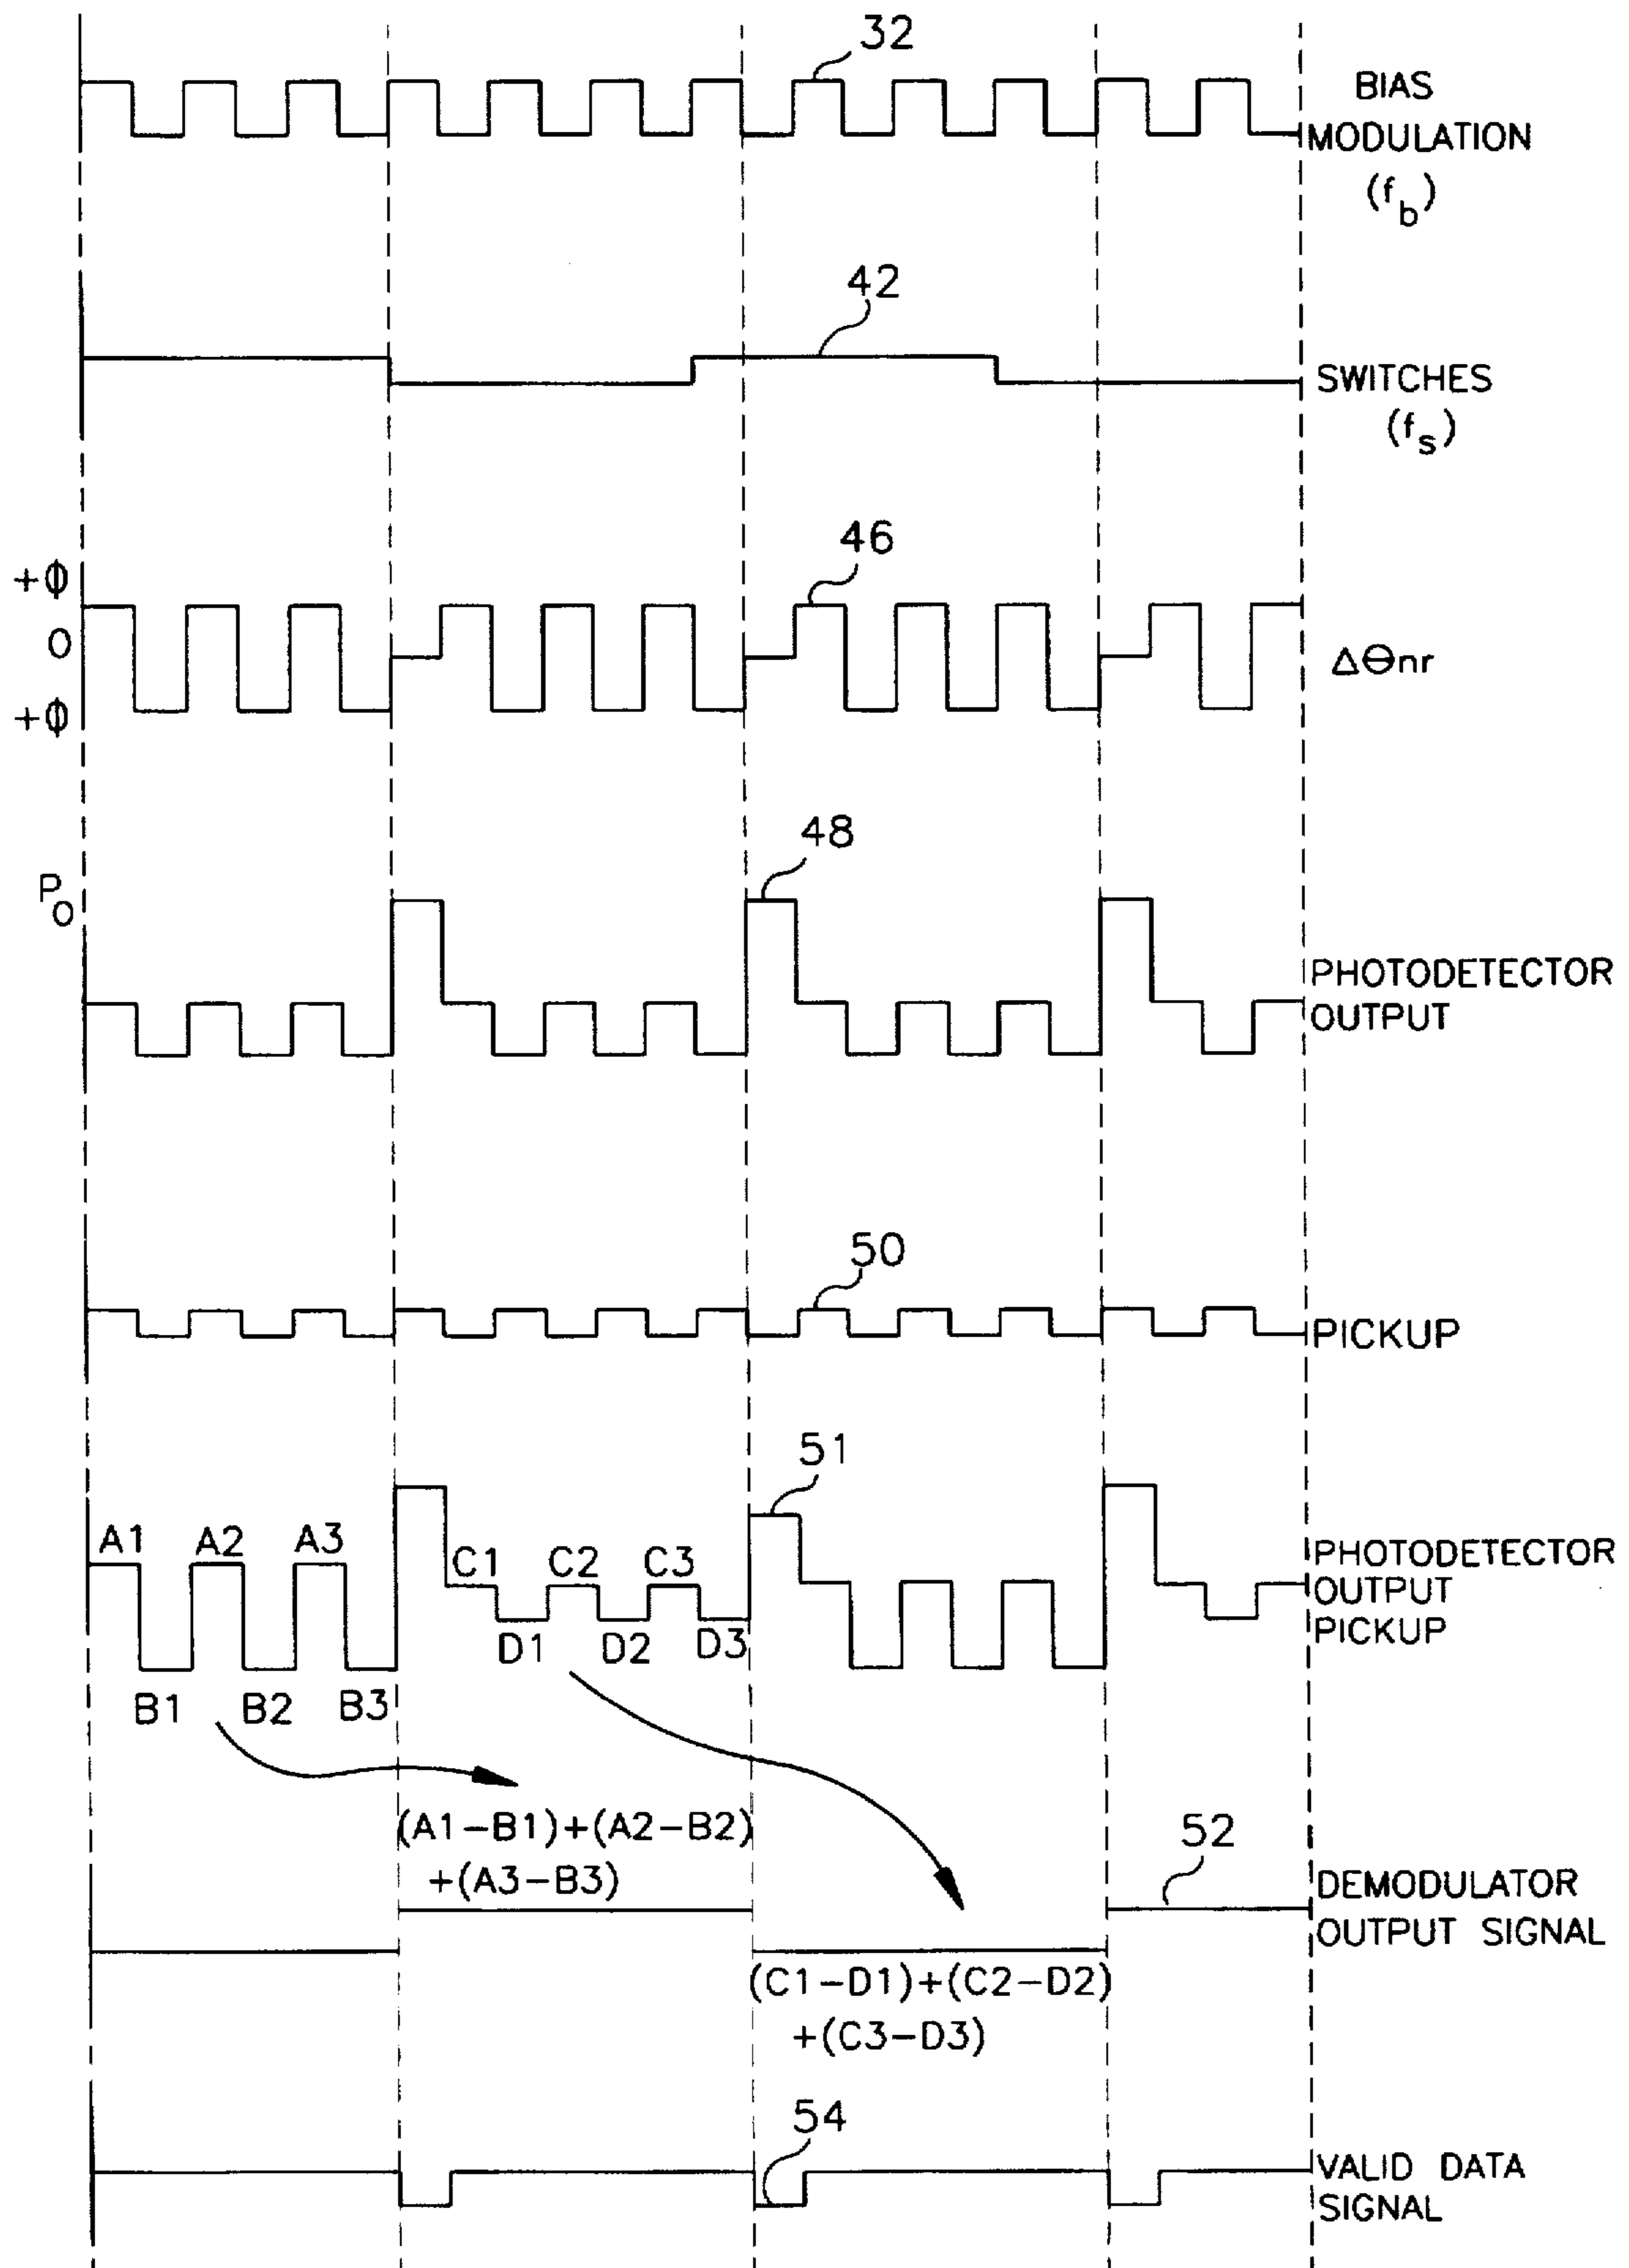 32
BIAS
MODULATION
(f_b)
42
SWITCHES
(f_s)
46
+Φ
0
+Φ
ΔΘnr
48
P_O
PHOTODETECTOR
OUTPUT
50
PICKUP
51
A1 A2 A3
C1 C2 C3
PHOTODETECTOR
OUTPUT
PICKUP
D1 D2 D3
B1 B2 B3
(A1-B1)+(A2-B2)
+(A3-B3)
52
DEMODULATOR
OUTPUT SIGNAL
(C1-D1)+(C2-D2)
+(C3-D3)
54
VALID DATA
SIGNAL